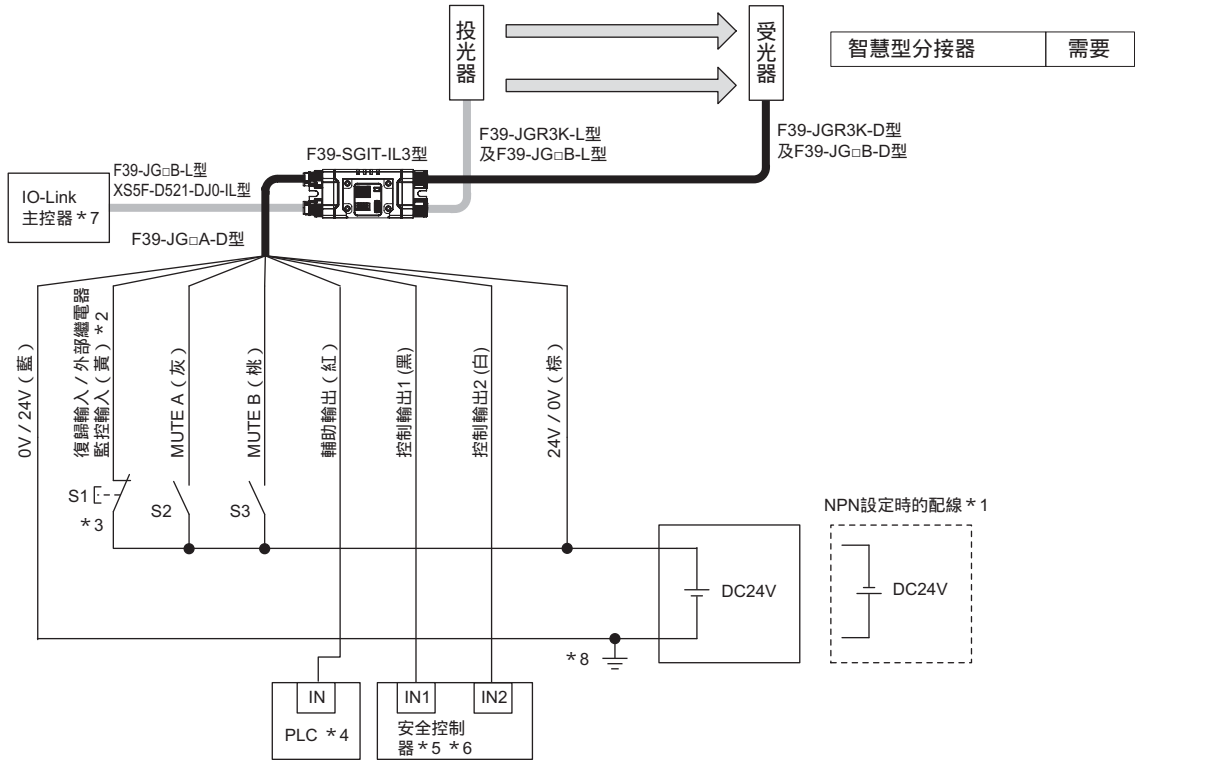 投光器
受光器
智慧型分接器 需要
F39-JGR3K-L型
及F39-JG□B-L型
F39-JGR3K-D型
及F39-JG□B-D型
F39-SGIT-IL3型
F39-JG□B-L型
XS5F-D521-DJ0-IL型
IO-Link
主控器*7
F39-JG□A-D型
0V / 24V（藍）
復歸輸入 / 外部繼電器
監控輸入（黃）*2
MUTE A（灰）
MUTE B（桃）
輔助輸出（紅）
控制輸出1 (黑)
控制輸出2 (白)
24V / 0V（棕）
S1
*3
S2
S3
NPN設定時的配線*1
DC24V
DC24V
*8
IN
PLC *4
IN1
IN2
安全控制
器*5 *6